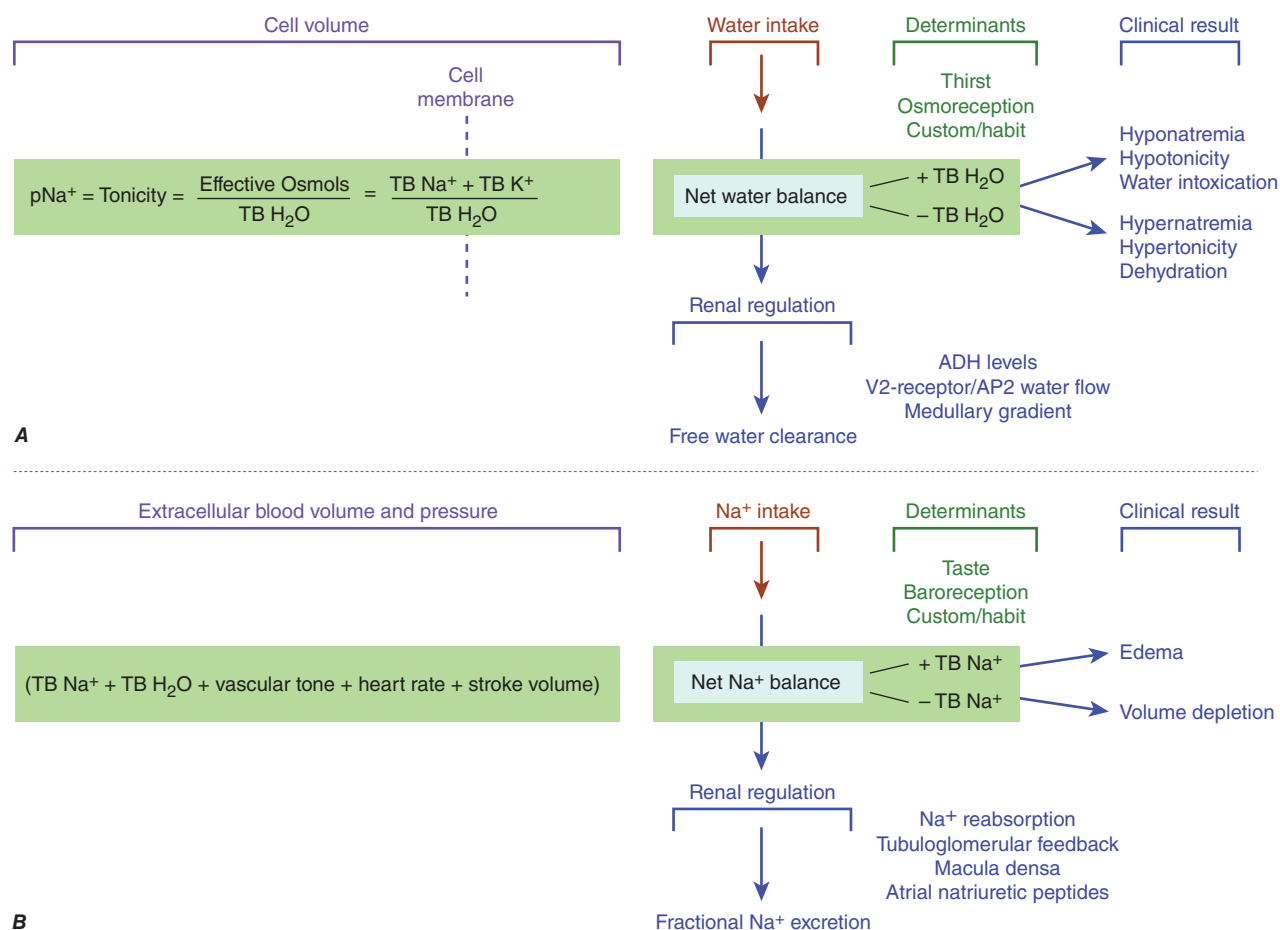 Cell volume
Water intake
Determinants
Clinical result
Cell
membrane
Thirst
Osmoreception
Custom/habit
pNa⁺ = Tonicity = Effective Osmols / TB H₂O = TB Na⁺ + TB K⁺ / TB H₂O
Net water balance
+ TB H₂O
– TB H₂O
Hyponatremia
Hypotonicity
Water intoxication
Hypernatremia
Hypertonicity
Dehydration
Renal regulation
ADH levels
V2-receptor/AP2 water flow
Medullary gradient
Free water clearance
A
Extracellular blood volume and pressure
Na⁺ intake
Determinants
Clinical result
Taste
Baroreception
Custom/habit
(TB Na⁺ + TB H₂O + vascular tone + heart rate + stroke volume)
Net Na⁺ balance
+ TB Na⁺
– TB Na⁺
Edema
Volume depletion
Renal regulation
Na⁺ reabsorption
Tubuloglomerular feedback
Macula densa
Atrial natriuretic peptides
Fractional Na⁺ excretion
B